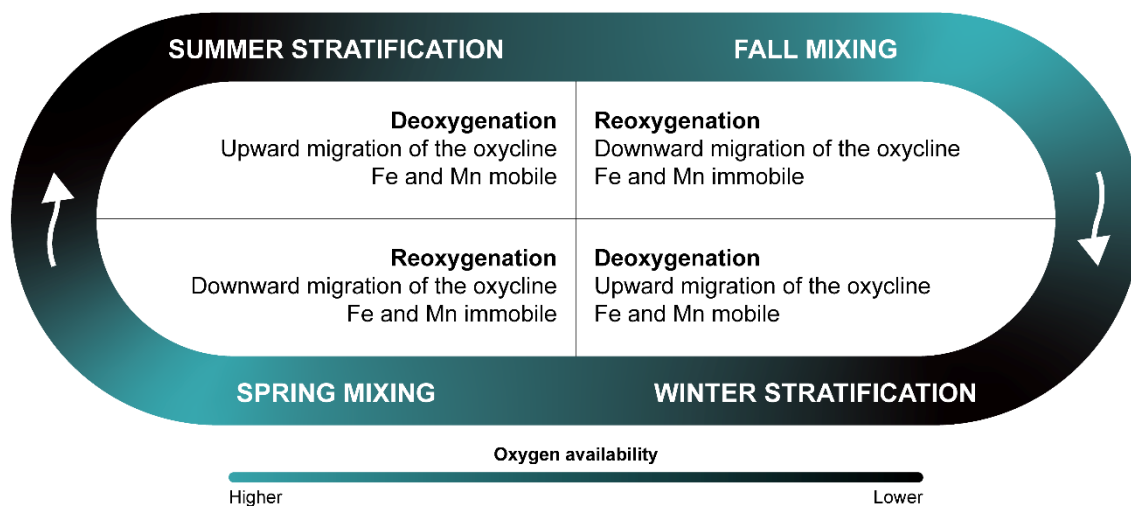 SUMMER STRATIFICATION
FALL MIXING
Deoxygenation
Upward migration of the oxycline
Fe and Mn mobile
Reoxygenation
Downward migration of the oxycline
Fe and Mn immobile
Reoxygenation
Downward migration of the oxycline
Fe and Mn immobile
Deoxygenation
Upward migration of the oxycline
Fe and Mn mobile
SPRING MIXING
WINTER STRATIFICATION
Oxygen availability
Higher
Lower